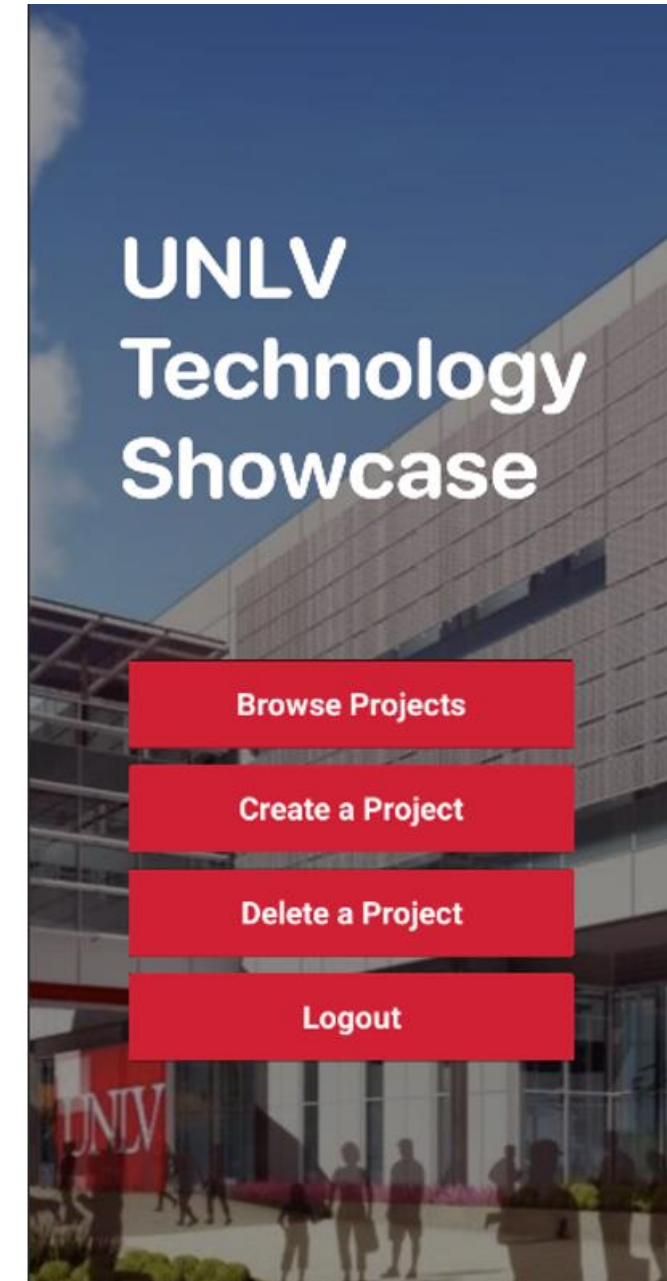 UNLV
Technology
Showcase
Browse Projects
Create a Project
Delete a Project
Logout
UNLV